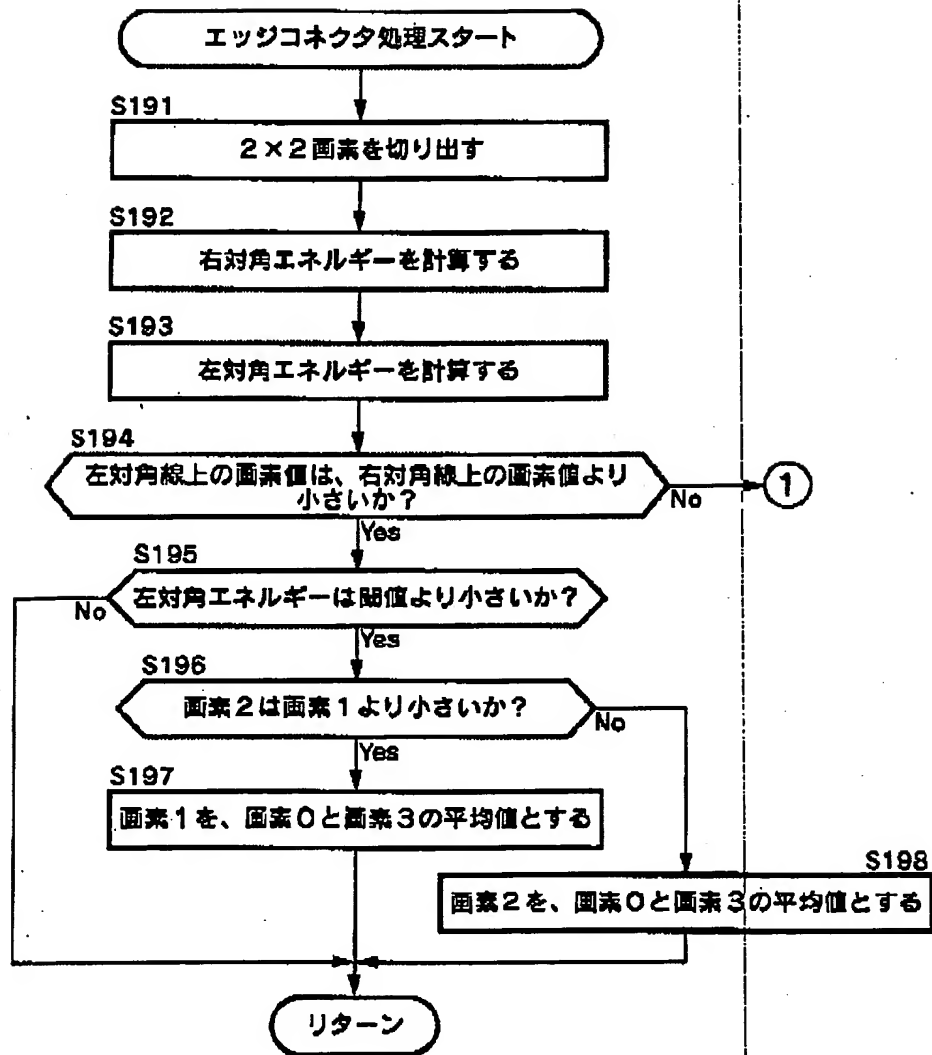 エッジコネクタ処理スタート
S191
2×2画素を切り出す
S192
右対角エネルギーを計算する
S193
左対角エネルギーを計算する
S194
左対角線上の画素値は、右対角線上の画素値より
小さいか?
No
1
Yes
S195
左対角エネルギーは閾値より小さいか?
No
Yes
S196
画素2は画素1より小さいか?
No
Yes
S197
画素1を、画素0と画素3の平均値とする
S198
画素2を、画素0と画素3の平均値とする
リターン